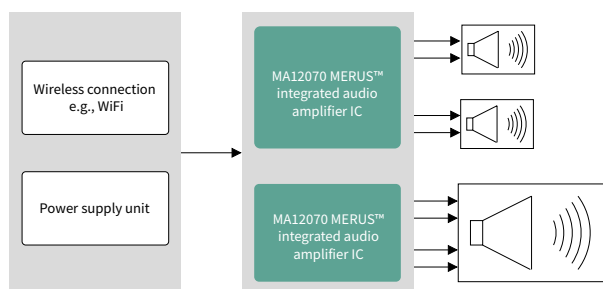 Wireless connection
e.g., WiFi
Power supply unit
MA12070 MERUS™
integrated audio
amplifier IC
MA12070 MERUS™
integrated audio
amplifier IC